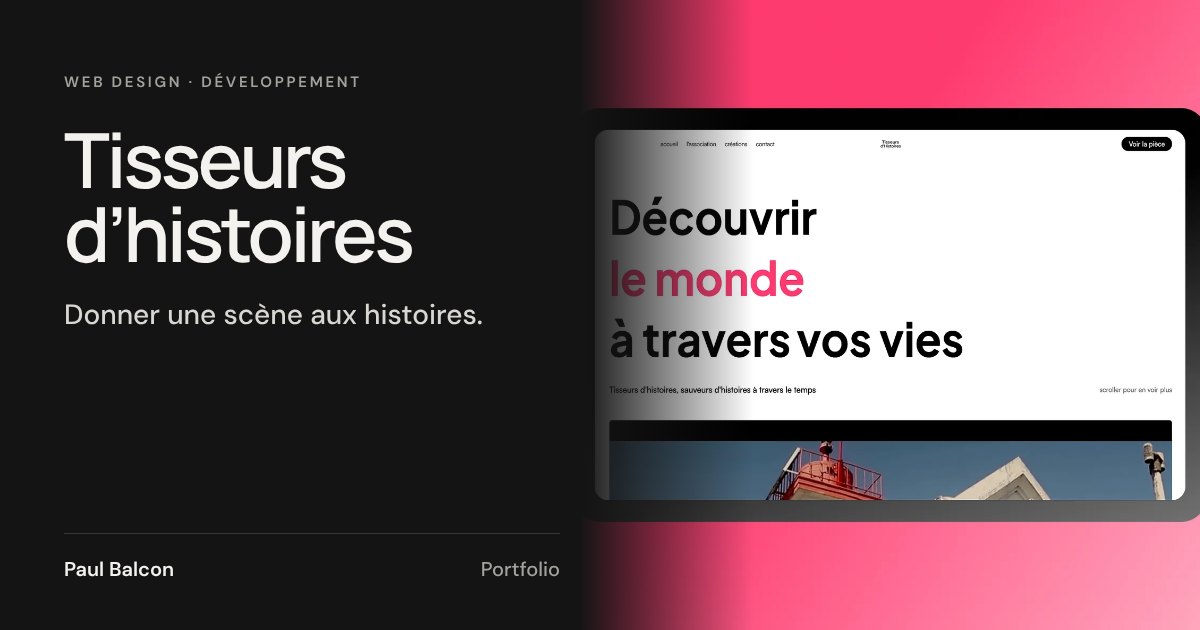 WEB DESIGN · DÉVELOPPEMENT
Tisseurs
d’histoires
Donner une scène aux histoires.
Paul Balcon
Portfolio
accueil l'association créations contact
Tisseurs
d'histoires
Voir la pièce
Découvrir
le monde
à travers vos vies
Tisseurs d'histoires, sauveurs d'histoires à travers le temps
scroller pour en voir plus